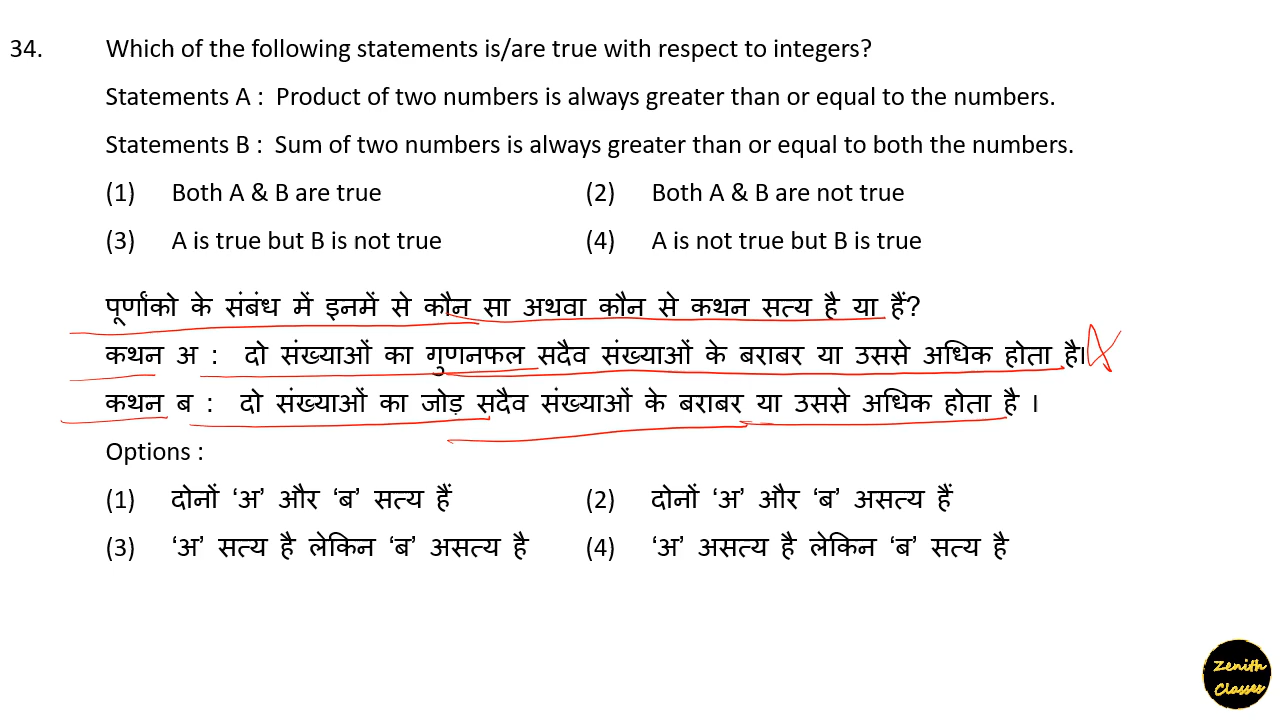 34. Which of the following statements is/are true with respect to integers?
Statements A : Product of two numbers is always greater than or equal to the numbers.
Statements B : Sum of two numbers is always greater than or equal to both the numbers.
(1) Both A & B are true (2) Both A & B are not true
(3) A is true but B is not true (4) A is not true but B is true
पूर्णांको के संबंध में इनमें से कौन सा अथवा कौन से कथन सत्य है या हैं?
कथन अ : दो संख्याओं का गुणनफल सदैव संख्याओं के बराबर या उससे अधिक होता है।
कथन ब : दो संख्याओं का जोड़ सदैव संख्याओं के बराबर या उससे अधिक होता है ।
Options :
(1) दोनों ‘अ’ और ‘ब’ सत्य हैं (2) दोनों ‘अ’ और ‘ब’ असत्य हैं
(3) ‘अ’ सत्य है लेकिन ‘ब’ असत्य है (4) ‘अ’ असत्य है लेकिन ‘ब’ सत्य है
Zenith
Classes